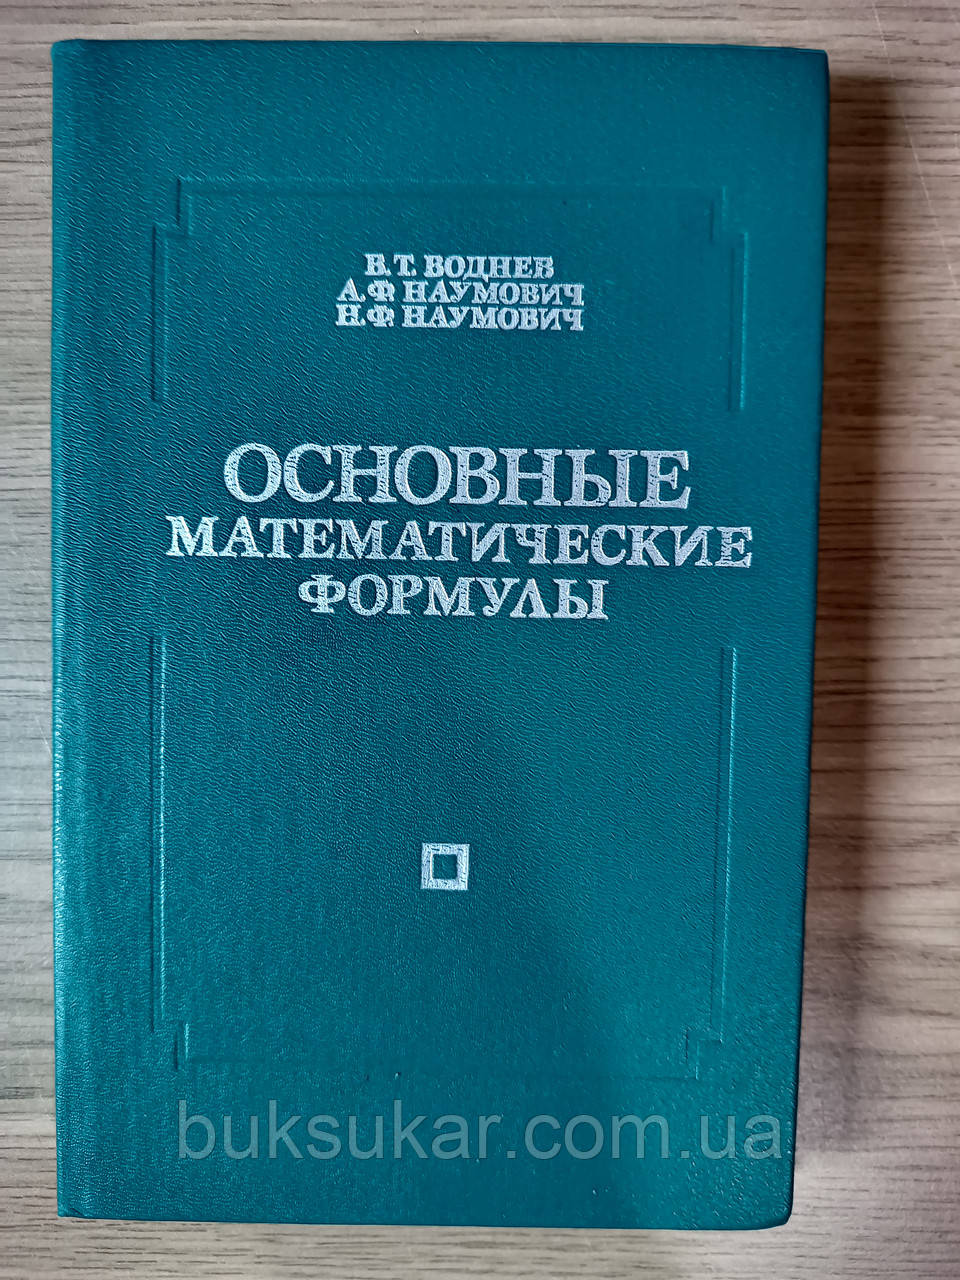 В.Т. ВОДНЕВ
А.Ф. НАУМОВИЧ
Н.Ф. НАУМОВИЧ
ОСНОВНЫЕ
МАТЕМАТИЧЕСКИЕ
ФОРМУЛЫ
buksukar.com.ua